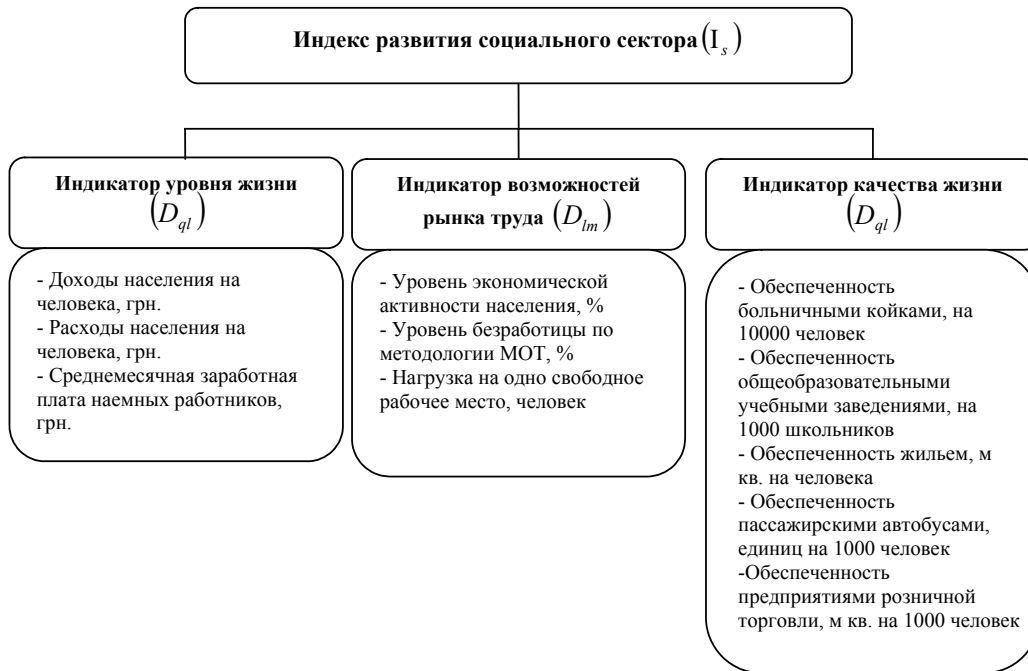 Индекс развития социального сектора (I_s)
Индикатор уровня жизни
(D_ql)
- Доходы населения на
человека, грн.
- Расходы населения на
человека, грн.
- Среднемесячная заработная
плата наемных работников,
грн.
Индикатор возможностей
рынка труда (D_lm)
- Уровень экономической
активности населения, %
- Уровень безработицы по
методологии МОТ, %
- Нагрузка на одно свободное
рабочее место, человек
Индикатор качества жизни
(D_ql)
- Обеспеченность
больничными койками, на
10000 человек
- Обеспеченность
общеобразовательными
учебными заведениями, на
1000 школьников
- Обеспеченность жильем, м
кв. на человека
- Обеспеченность
пассажирскими автобусами,
единиц на 1000 человек
-Обеспеченность
предприятиями розничной
торговли, м кв. на 1000 человек